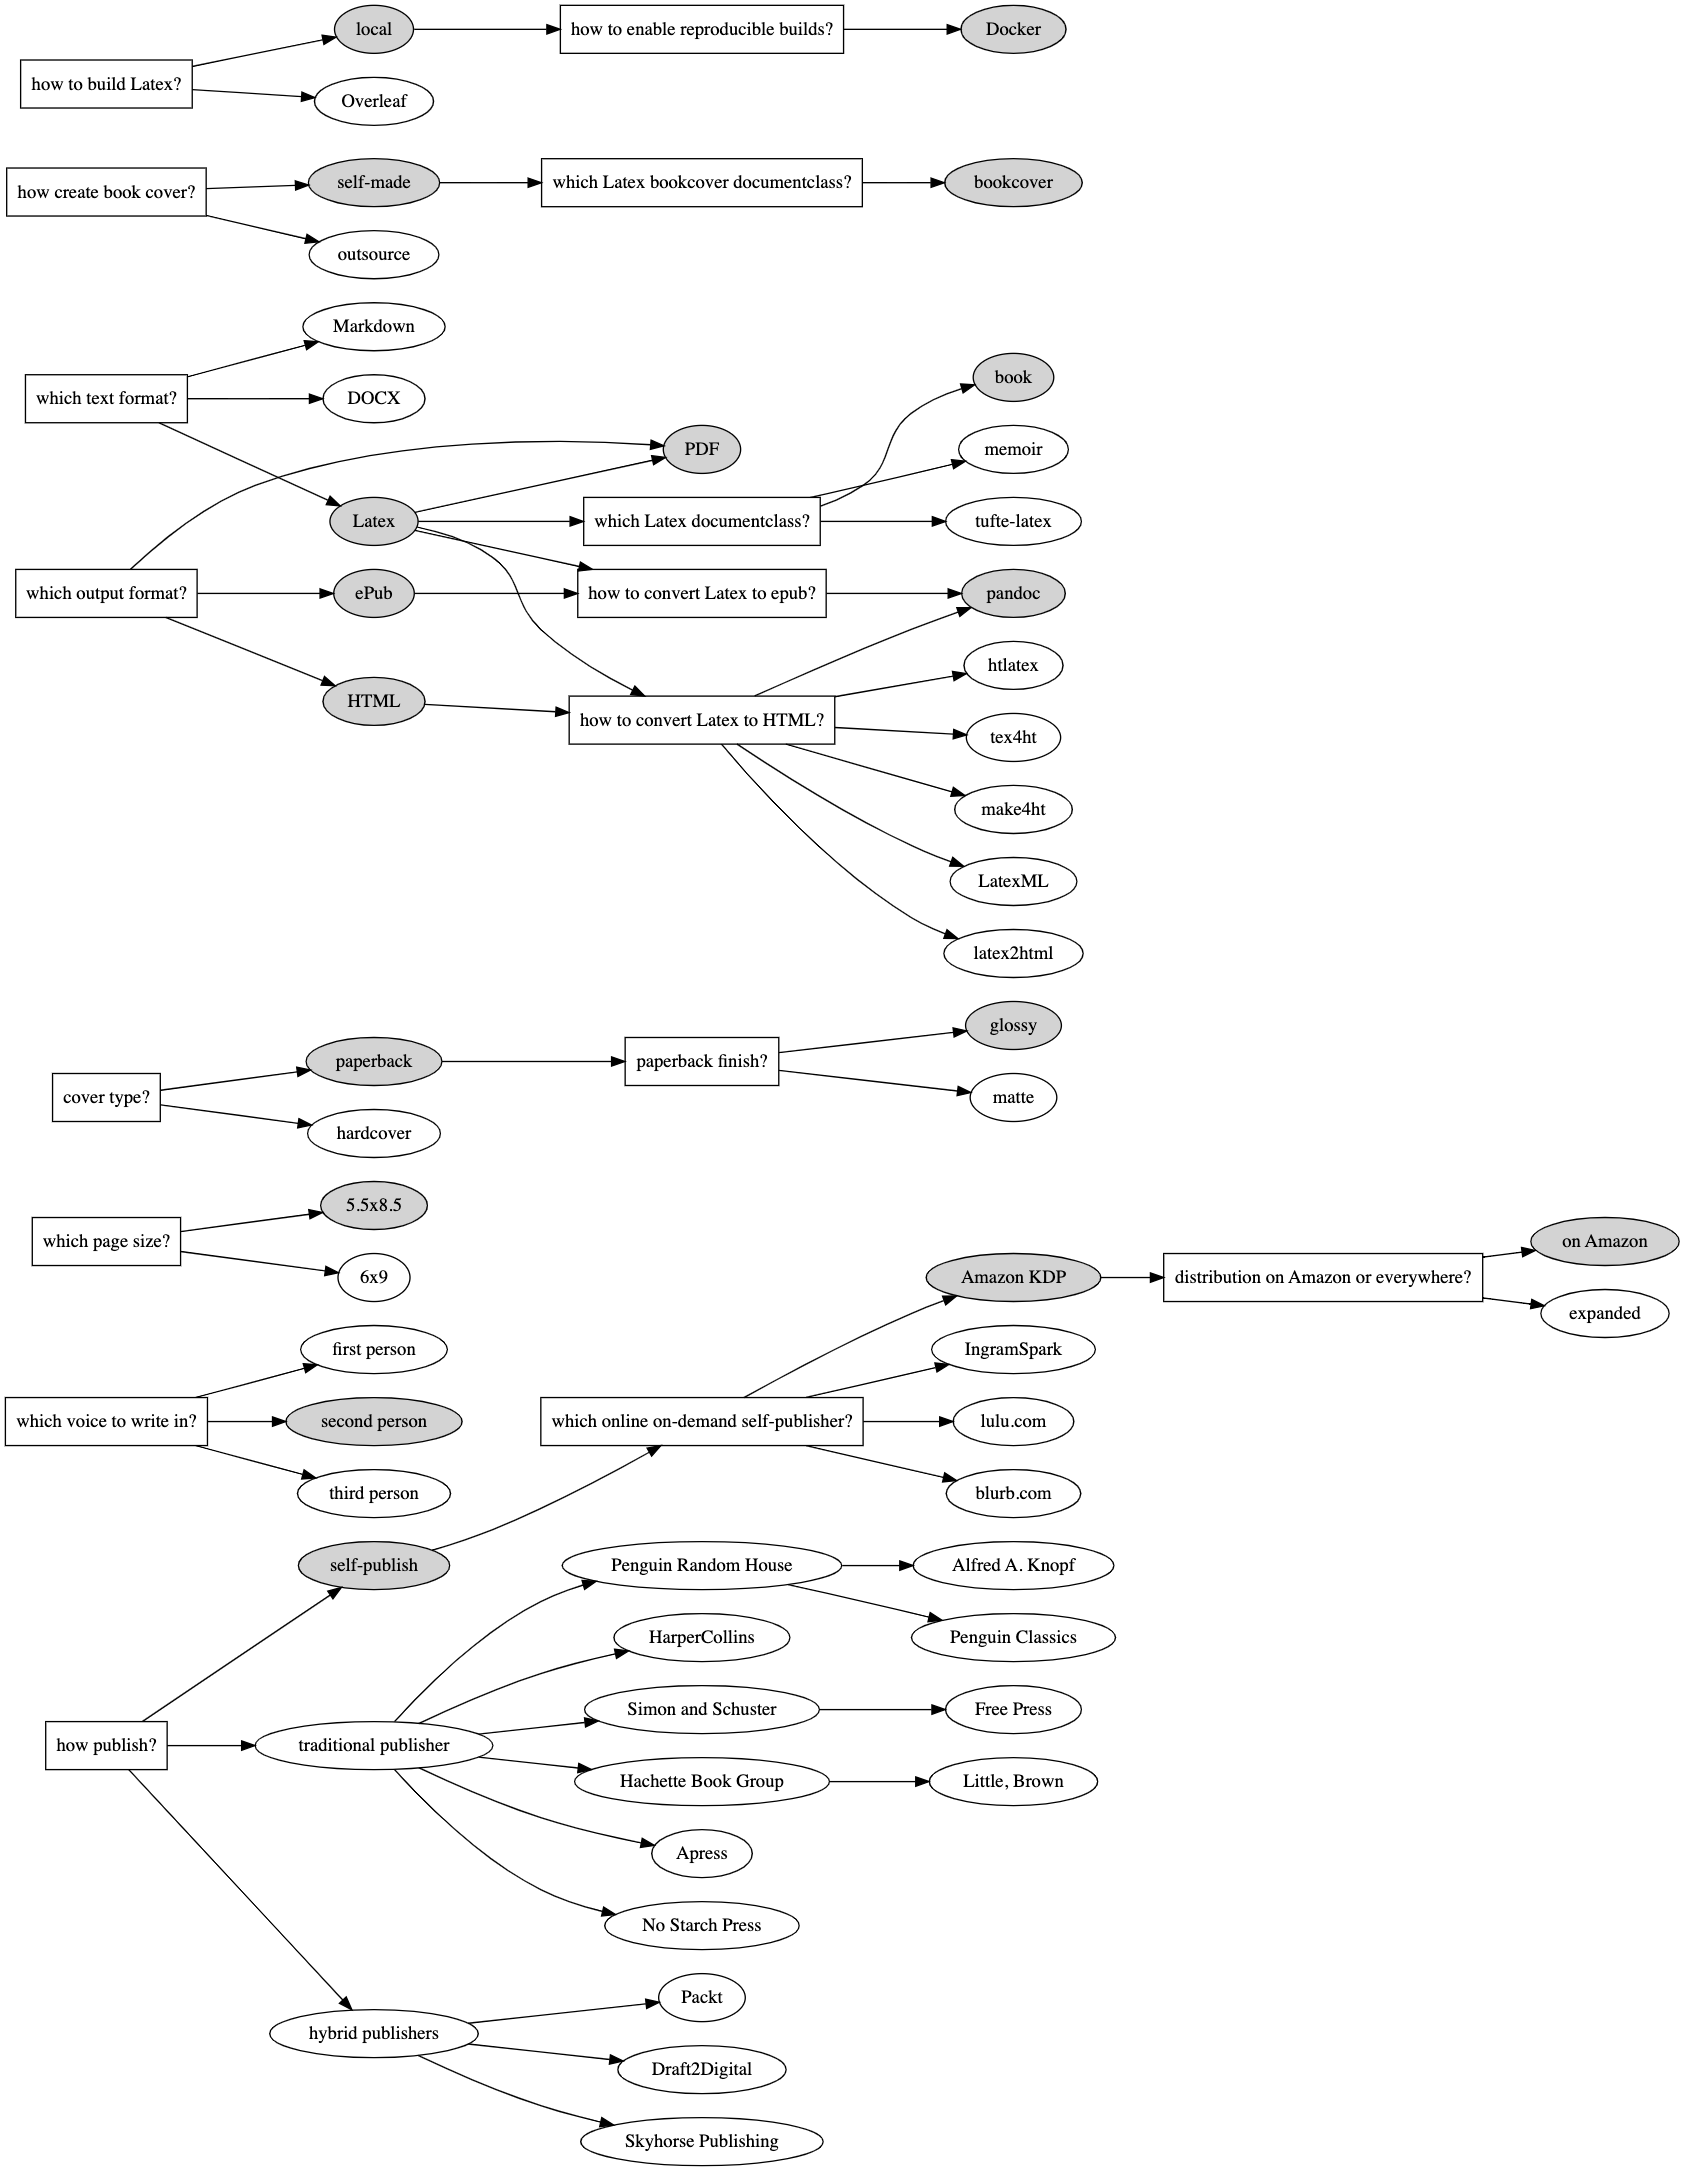 local
how to enable reproducible builds?
Docker
how to build Latex?
Overleaf
self-made
which Latex bookcover documentclass?
bookcover
how create book cover?
outsource
Markdown
which text format?
DOCX
book
PDF
memoir
Latex
which Latex documentclass?
tufte-latex
which output format?
ePub
how to convert Latex to epub?
pandoc
htlatex
HTML
how to convert Latex to HTML?
tex4ht
make4ht
LatexML
latex2html
glossy
paperback
paperback finish?
cover type?
matte
hardcover
5.5x8.5
which page size?
on Amazon
6x9
Amazon KDP
distribution on Amazon or everywhere?
expanded
first person
IngramSpark
which voice to write in?
second person
which online on-demand self-publisher?
lulu.com
third person
blurb.com
self-publish
Penguin Random House
Alfred A. Knopf
HarperCollins
Penguin Classics
Simon and Schuster
Free Press
how publish?
traditional publisher
Hachette Book Group
Little, Brown
Apress
No Starch Press
Packt
hybrid publishers
Draft2Digital
Skyhorse Publishing